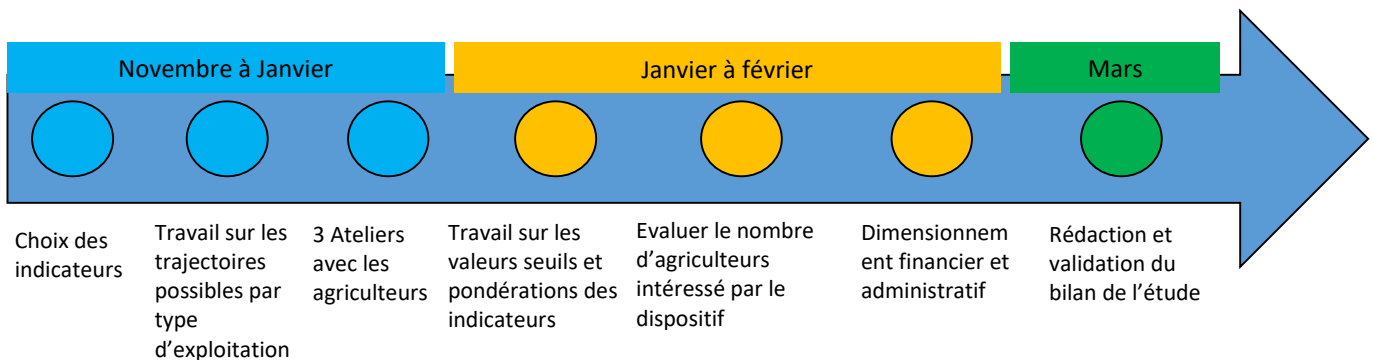 Novembre à Janvier
Janvier à février
Mars
Choix des
indicateurs
Travail sur les
trajectoires
possibles par
type
d’exploitation
3 Ateliers
avec les
agriculteurs
Travail sur les
valeurs seuils et
pondérations des
indicateurs
Evaluer le nombre
d’agriculteurs
intéressé par le
dispositif
Dimensionnem
ent financier et
administratif
Rédaction et
validation du
bilan de l’étude